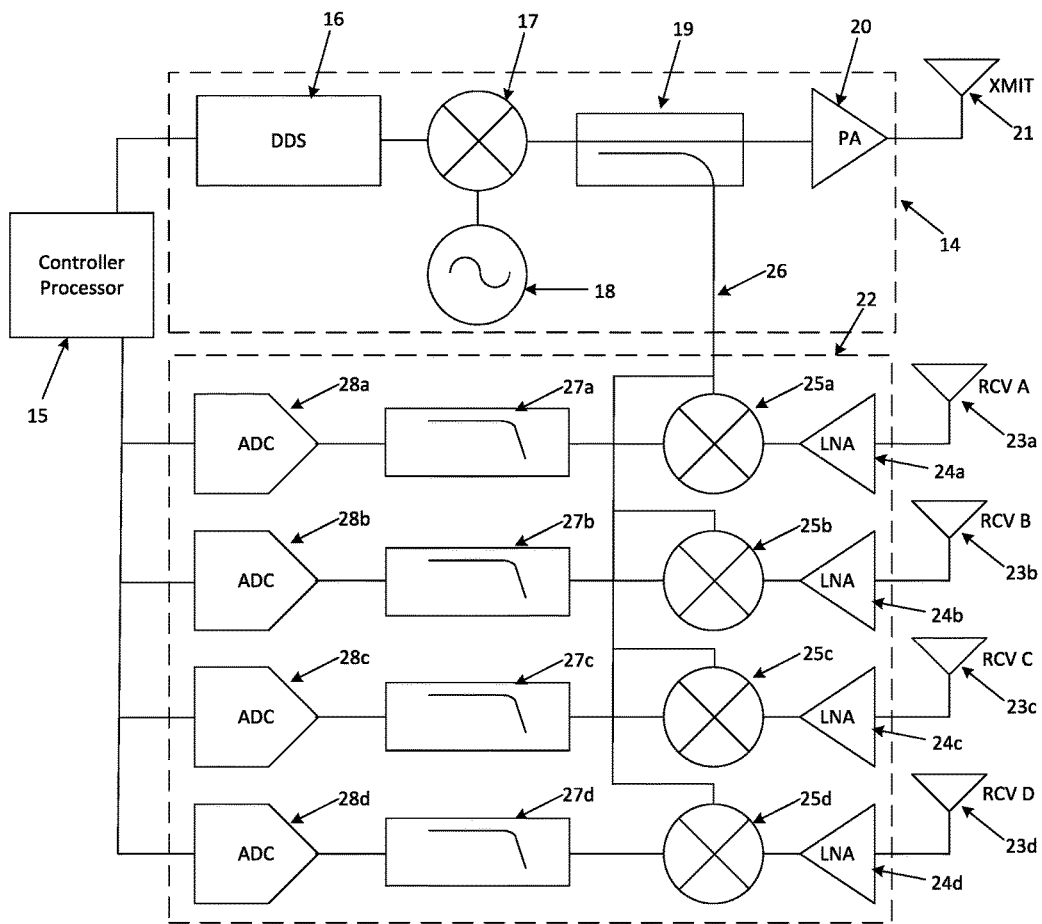 16
17
19
20
XMIT
21
DDS
PA
14
Controller
Processor
18
26
22
15
28a
27a
25a
RCV A
23a
ADC
LNA
24a
28b
27b
25b
RCV B
23b
ADC
LNA
24b
28c
27c
25c
RCV C
23c
ADC
LNA
24c
28d
27d
25d
RCV D
23d
ADC
LNA
24d